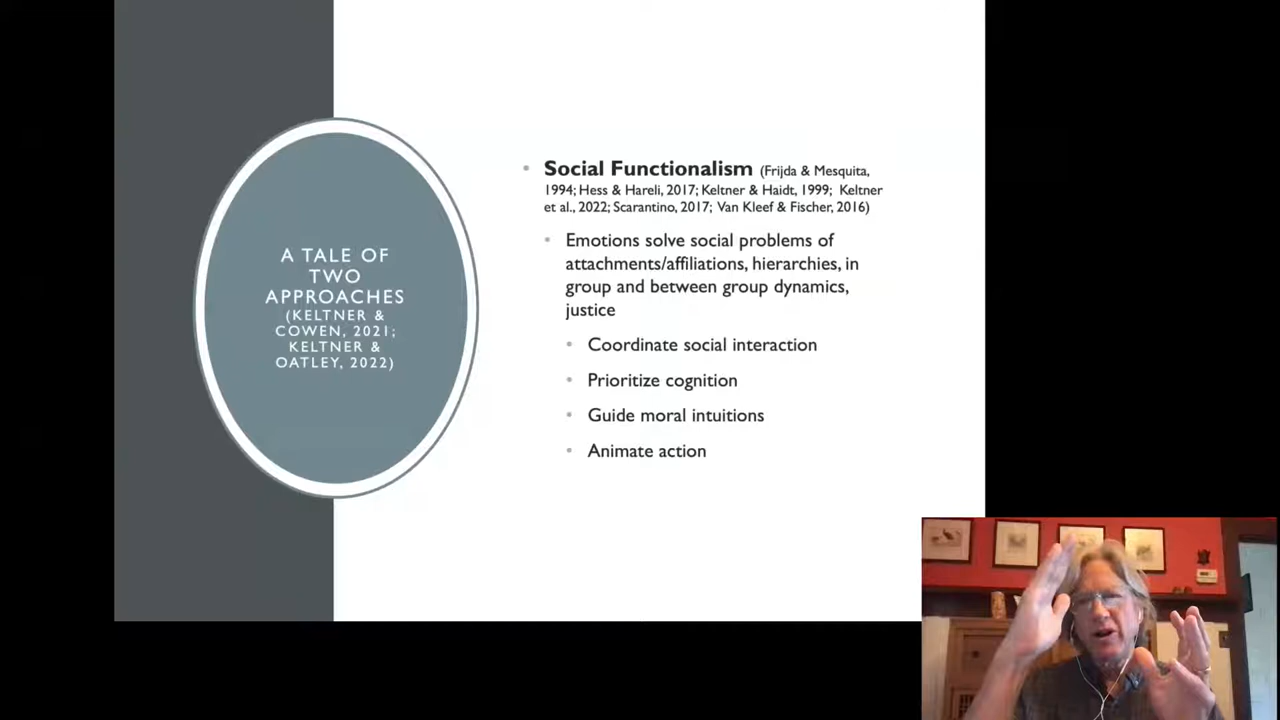 A TALE OF
TWO
APPROACHES
(KELTNER &
COWEN, 2021;
KELTNER &
OATLEY, 2022)
• Social Functionalism (Frijda & Mesquita,
1994; Hess & Hareli, 2017; Keltner & Haidt, 1999; Keltner
et al., 2022; Scarantino, 2017; Van Kleef & Fischer, 2016)
• Emotions solve social problems of
attachments/affiliations, hierarchies, in
group and between group dynamics,
justice
• Coordinate social interaction
• Prioritize cognition
• Guide moral intuitions
• Animate action